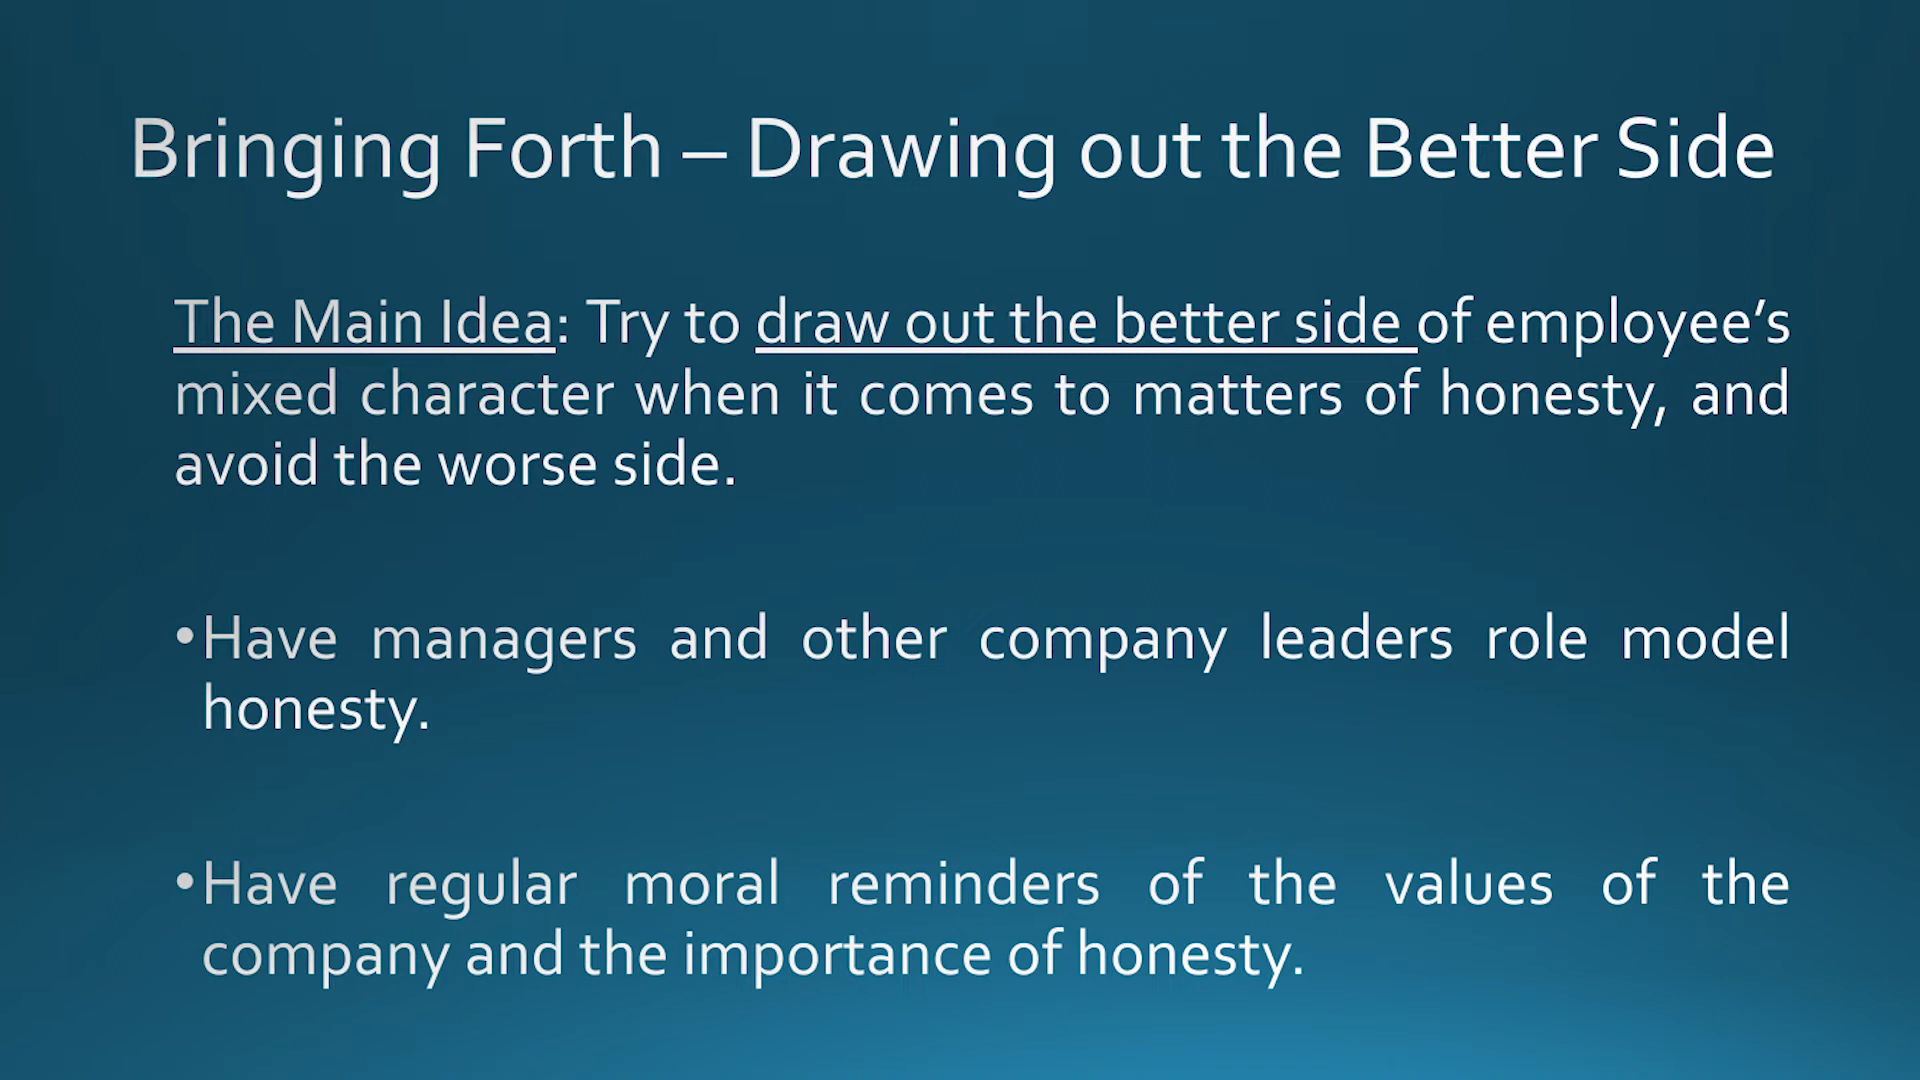 Bringing Forth – Drawing out the Better Side
The Main Idea: Try to draw out the better side of employee’s
mixed character when it comes to matters of honesty, and
avoid the worse side.
•Have managers and other company leaders role model
honesty.
•Have regular moral reminders of the values of the
company and the importance of honesty.